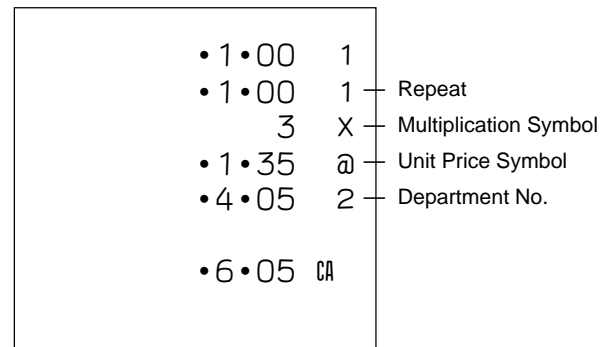 •1•00 1
•1•00 1 Repeat
3 X Multiplication Symbol
•1•35 @ Unit Price Symbol
•4•05 2 Department No.
•6•05 CA